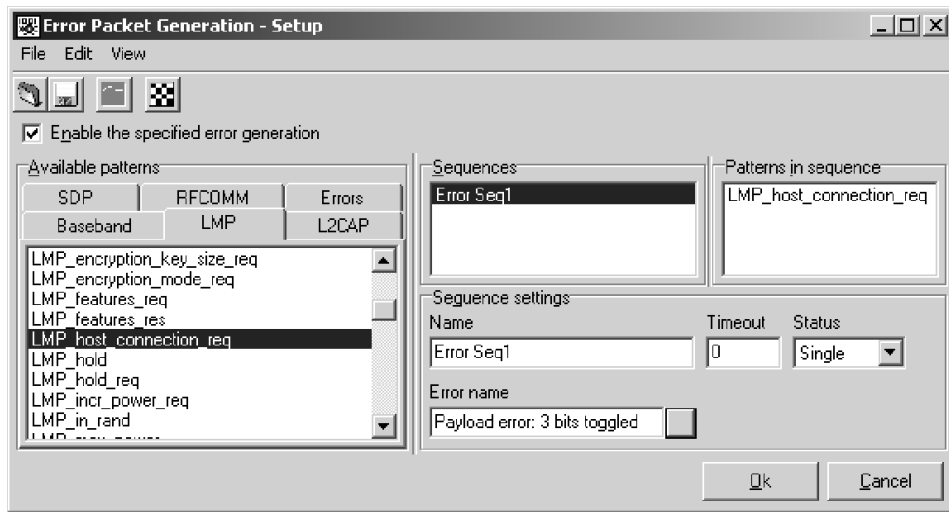 Error Packet Generation - Setup
File Edit View
Enable the specified error generation
Available patterns
SDP RFCOMM Errors
Baseband LMP L2CAP
LMP_encryption_key_size_req
LMP_encryption_mode_req
LMP_features_req
LMP_features_res
LMP_host_connection_req
LMP_hold
LMP_hold_req
LMP_incr_power_req
LMP_in_rand
Sequences
Error Seq1
Patterns in sequence
LMP_host_connection_req
Sequence settings
Name Timeout Status
Error Seq1 0 Single
Error name
Payload error: 3 bits toggled
Ok Cancel